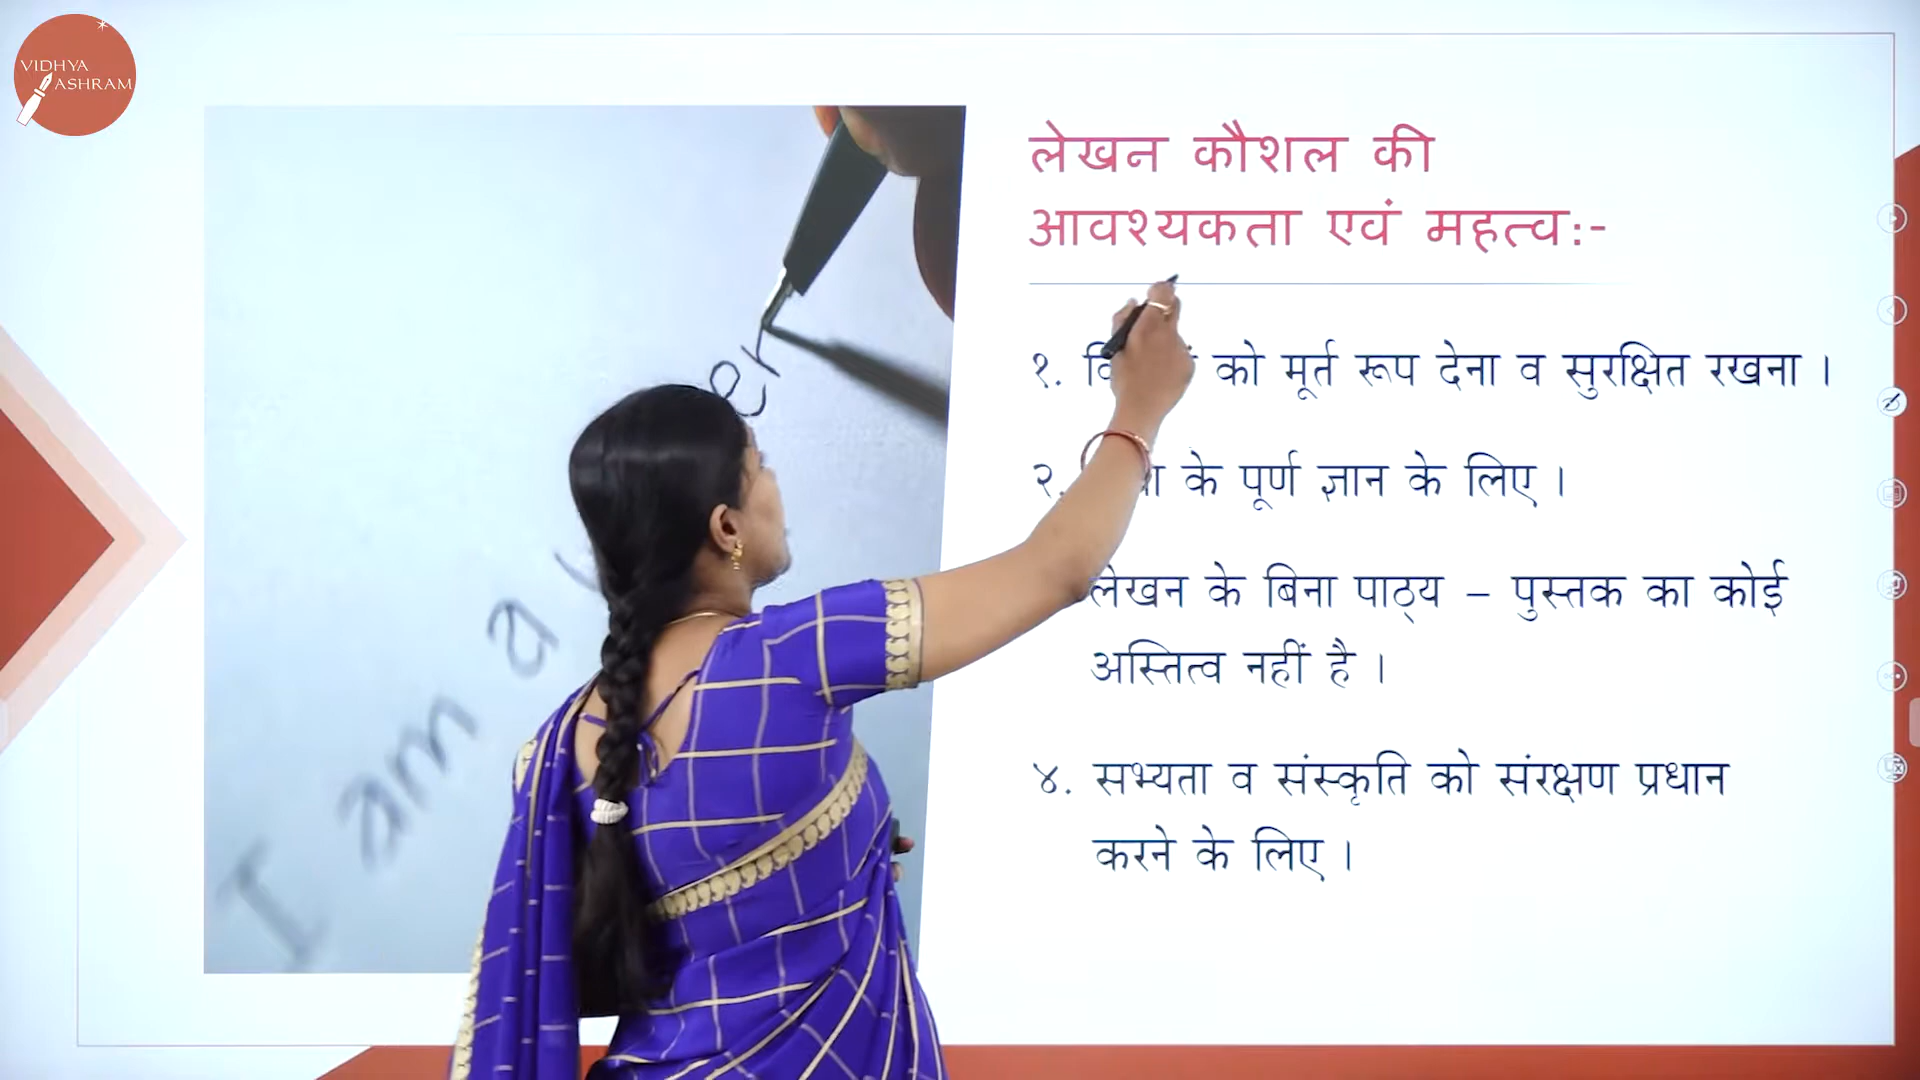 VIDHYA
ASHRAM
लेखन कौशल की
आवश्यकता एवं महत्व:-
१. को मूर्त रूप देना व सुरक्षित रखना ।
२. के पूर्ण ज्ञान के लिए ।
लेखन के बिना पाठ्य – पुस्तक का कोई
अस्तित्व नहीं है ।
४. सभ्यता व संस्कृति को संरक्षण प्रधान
करने के लिए ।
er
a
am
I